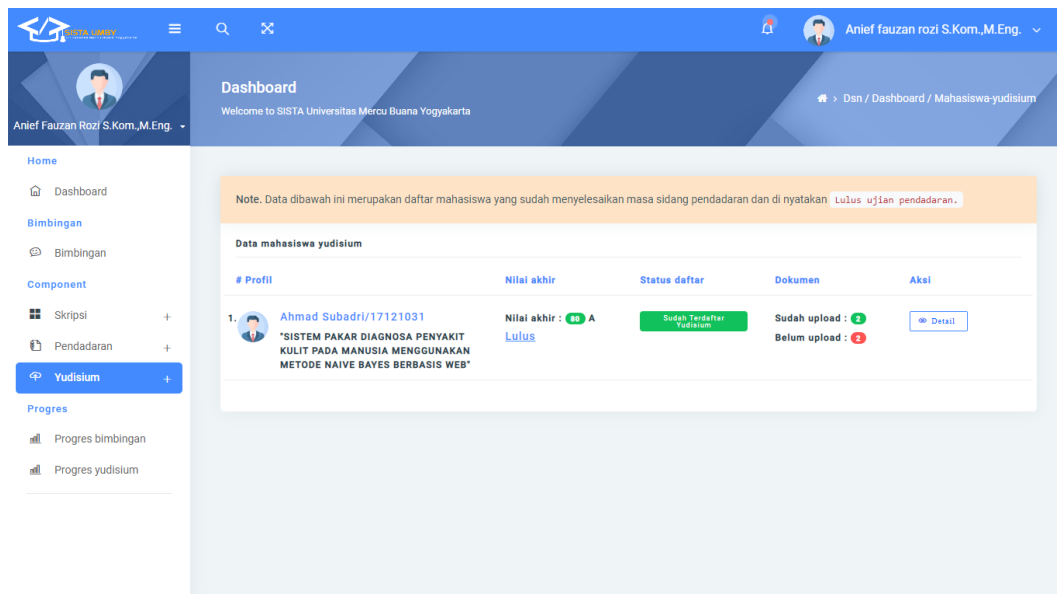 SISTA UMBY
Anief fauzan rozi S.Kom.,M.Eng.
Anief Fauzan Rozi S.Kom.,M.Eng.
Dashboard
Welcome to SISTA Universitas Mercu Buana Yogyakarta
> Dsn / Dashboard / Mahasiswa-yudisium
Home
Dashboard
Bimbingan
Bimbingan
Component
Skripsi +
Pendadaran +
Yudisium +
Progres
Progres bimbingan
Progres yudisium
Note. Data dibawah ini merupakan daftar mahasiswa yang sudah menyelesaikan masa sidang pendadaran dan di nyatakan Lulus ujian pendadaran.
Data mahasiswa yudisium
# Profil Nilai akhir Status daftar Dokumen Aksi
1. Ahmad Subadri/17121031
"SISTEM PAKAR DIAGNOSA PENYAKIT
KULIT PADA MANUSIA MENGGUNAKAN
METODE NAIVE BAYES BERBASIS WEB"
Nilai akhir : 80 A
Lulus
Sudah Terdaftar
Yudisium
Sudah upload : 2
Belum upload : 2
Detail